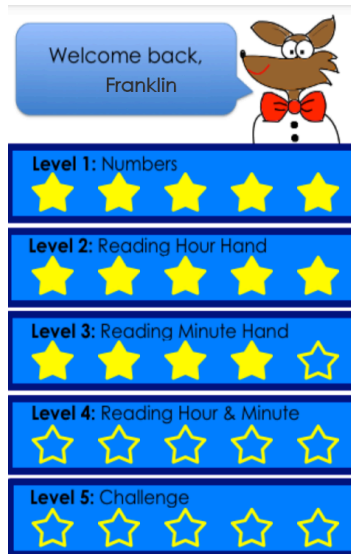 Welcome back,
Franklin
Level 1: Numbers
Level 2: Reading Hour Hand
Level 3: Reading Minute Hand
Level 4: Reading Hour & Minute
Level 5: Challenge